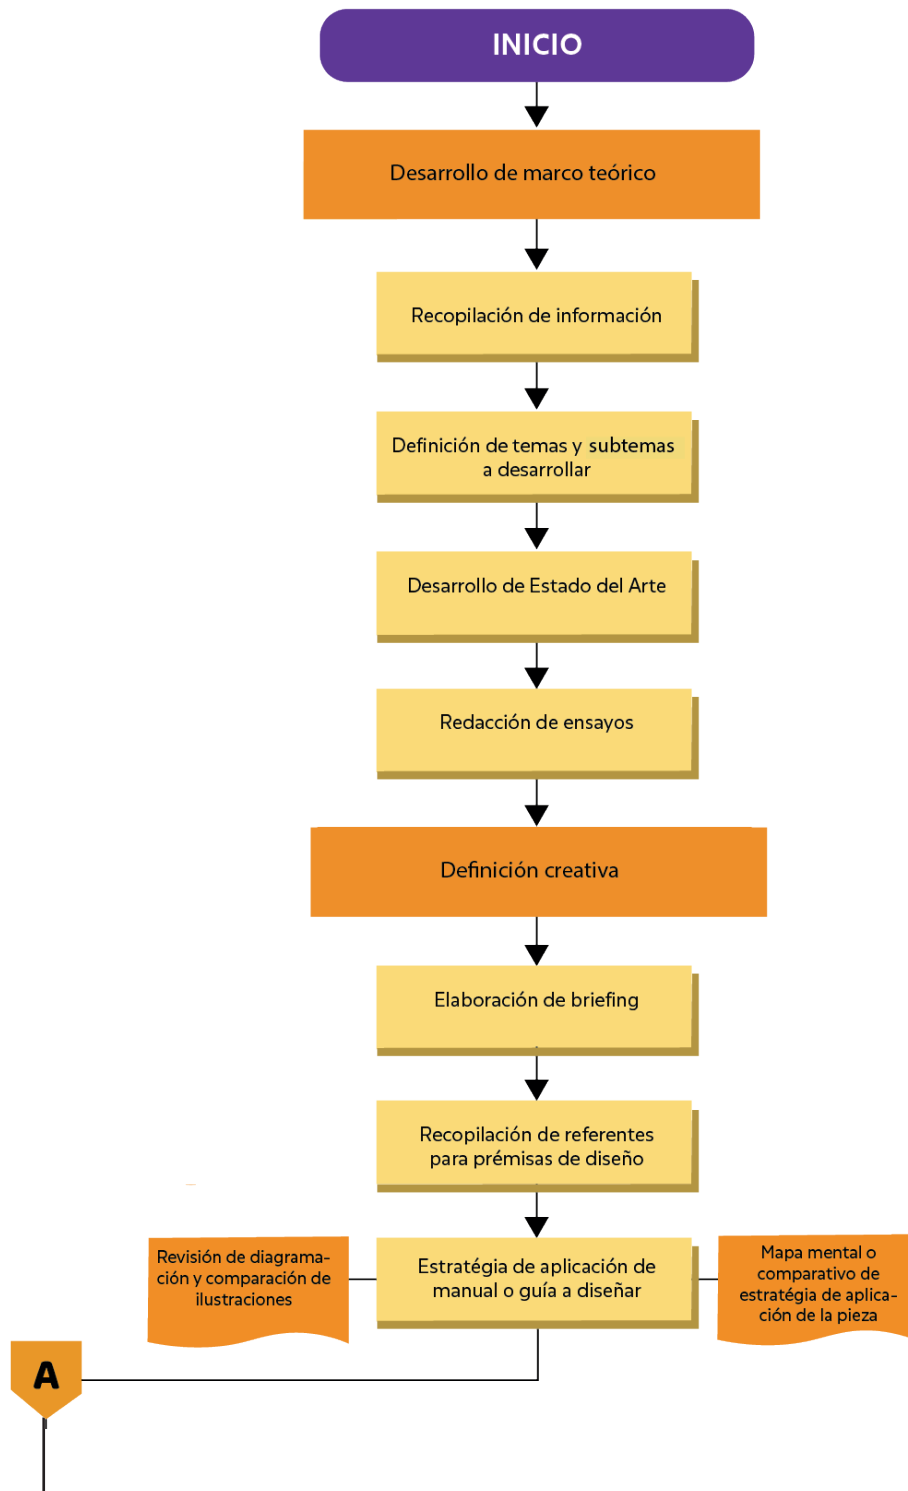 INICIO
Desarrollo de marco teórico
Recopilación de información
Definición de temas y subtemas
a desarrollar
Desarrollo de Estado del Arte
Redacción de ensayos
Definición creativa
Elaboración de briefing
Recopilación de referentes
para prémisas de diseño
Revisión de diagrama-
ción y comparación de
ilustraciones
Estratégia de aplicación de
manual o guía a diseñar
Mapa mental o
comparativo de
estratégia de aplica-
ción de la pieza
A